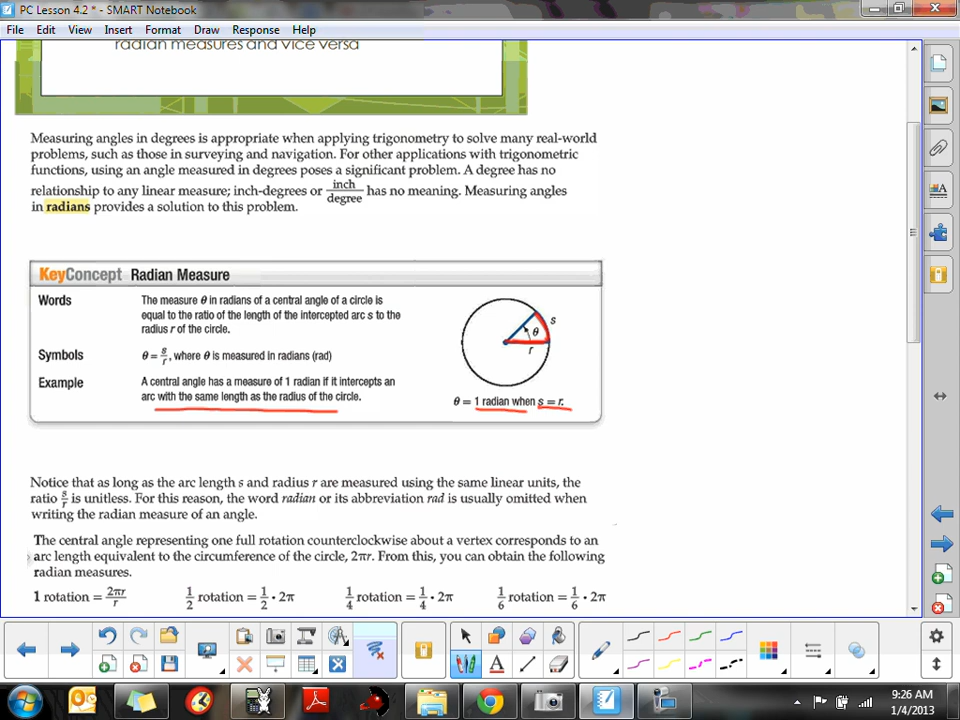 PC Lesson 4.2 * - SMART Notebook
File Edit View Insert Format Draw Response Help
radian measures and vice versa
Measuring angles in degrees is appropriate when applying trigonometry to solve many real-world
problems, such as those in surveying and navigation. For other applications with trigonometric
functions, using an angle measured in degrees poses a significant problem. A degree has no
relationship to any linear measure; inch-degrees or inch/degree has no meaning. Measuring angles
in radians provides a solution to this problem.
KeyConcept Radian Measure
Words
The measure θ in radians of a central angle of a circle is
equal to the ratio of the length of the intercepted arc s to the
radius r of the circle.
Symbols
θ = s/r, where θ is measured in radians (rad)
Example
A central angle has a measure of 1 radian if it intercepts an
arc with the same length as the radius of the circle.
s
θ
r
θ = 1 radian when s = r.
Notice that as long as the arc length s and radius r are measured using the same linear units, the
ratio s/r is unitless. For this reason, the word radian or its abbreviation rad is usually omitted when
writing the radian measure of an angle.
The central angle representing one full rotation counterclockwise about a vertex corresponds to an
arc length equivalent to the circumference of the circle, 2πr. From this, you can obtain the following
radian measures.
1 rotation = 2πr/r 1/2 rotation = 1/2 • 2π 1/4 rotation = 1/4 • 2π 1/6 rotation = 1/6 • 2π
9:26 AM
1/4/2013